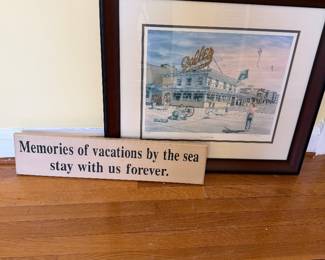 Memories of vacations by the sea
stay with us forever.